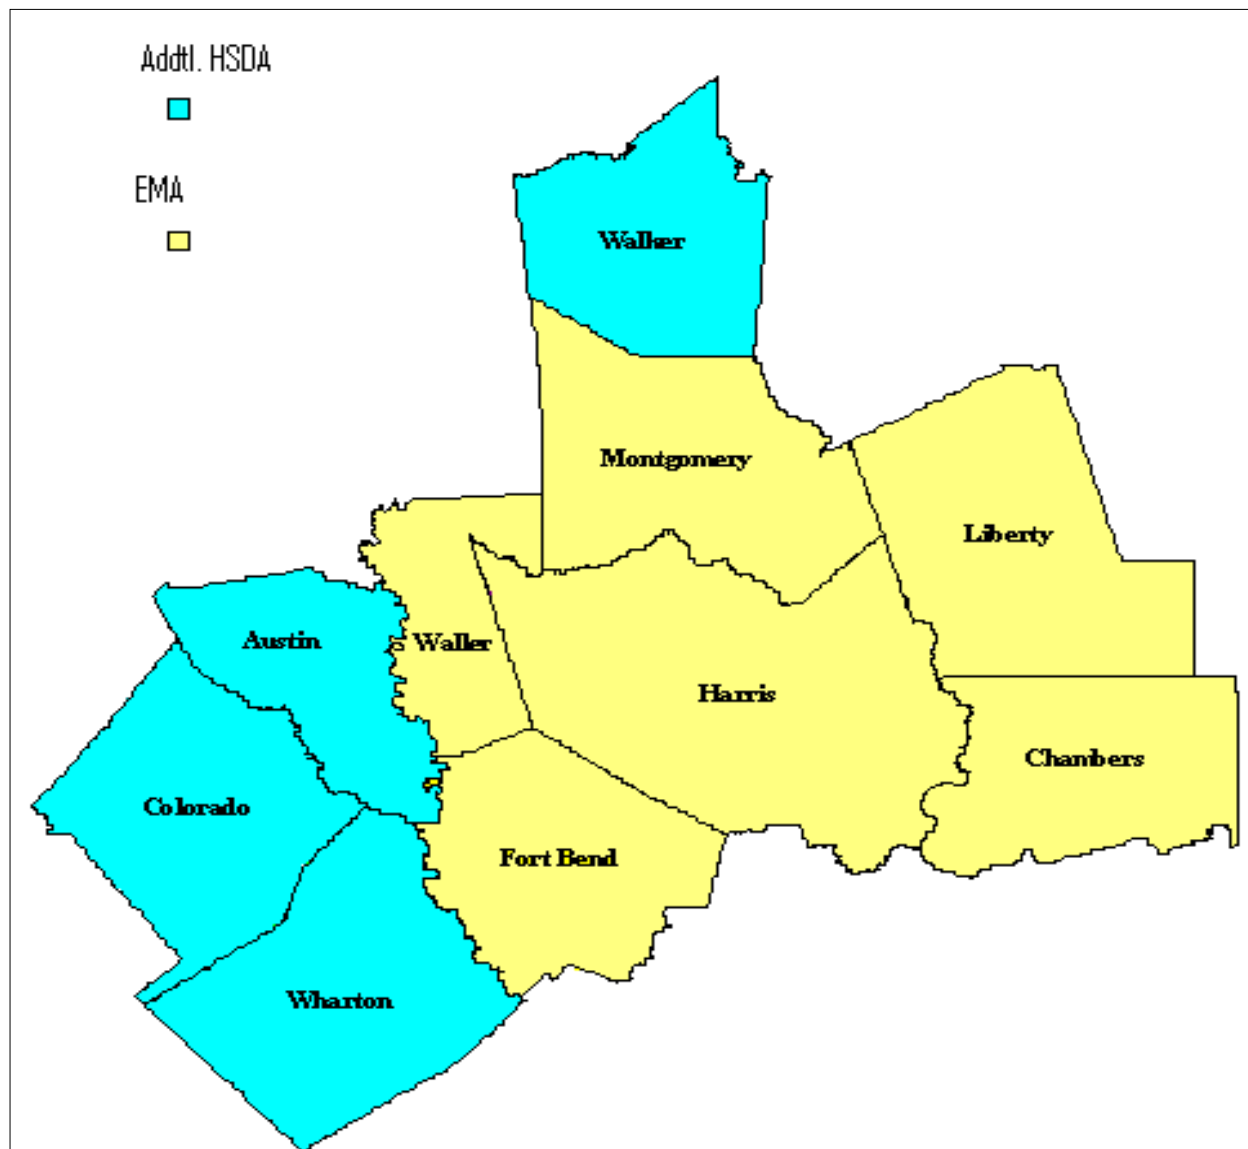 Addtl. HSDA
EMA
Walker
Montgomery
Liberty
Austin
Waller
Harris
Chambers
Colorado
Fort Bend
Wharton